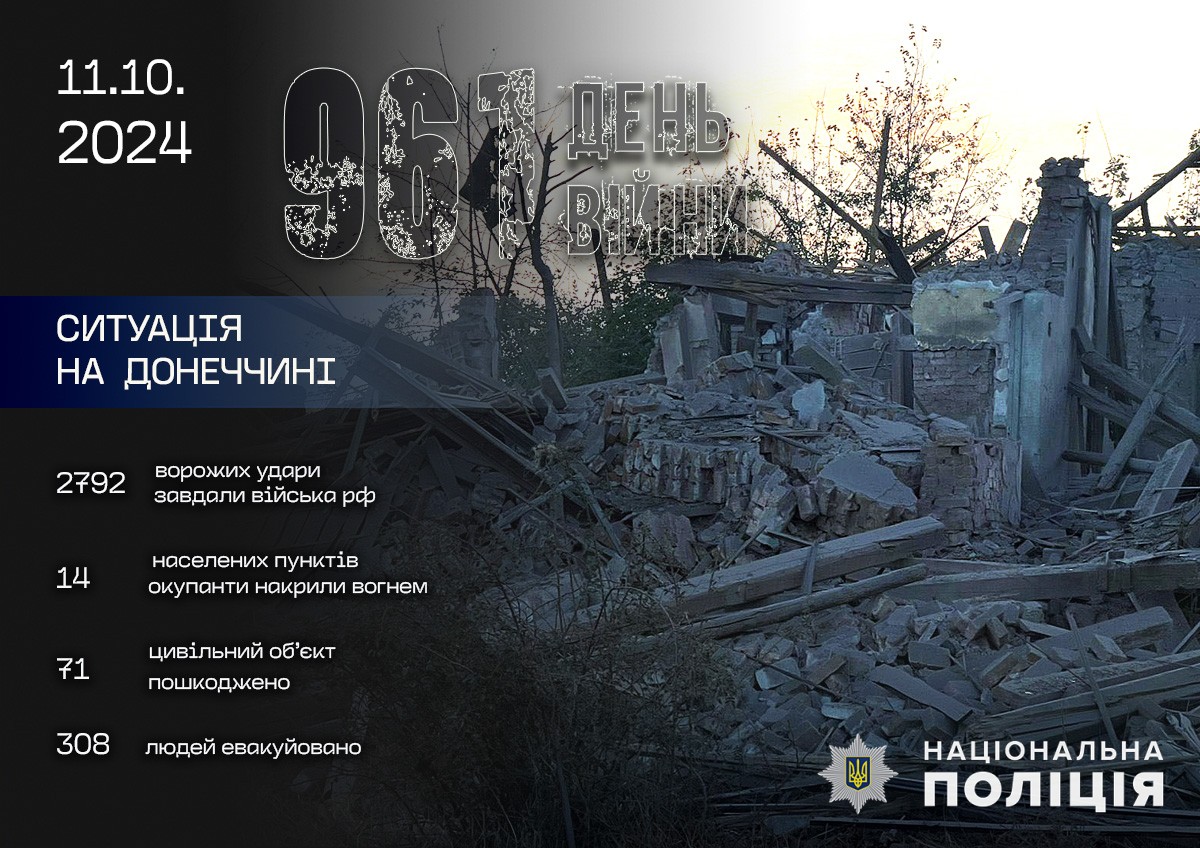 11.10.
2024
961 ДЕНЬ
ВІЙНИ
СИТУАЦІЯ
НА ДОНЕЧЧИНІ
2792 ворожих удари
завдали війська рф
14 населених пунктів
окупанти накрили вогнем
71 цивільний об'єкт
пошкоджено
308 людей евакуйовано
НАЦІОНАЛЬНА
ПОЛІЦІЯ